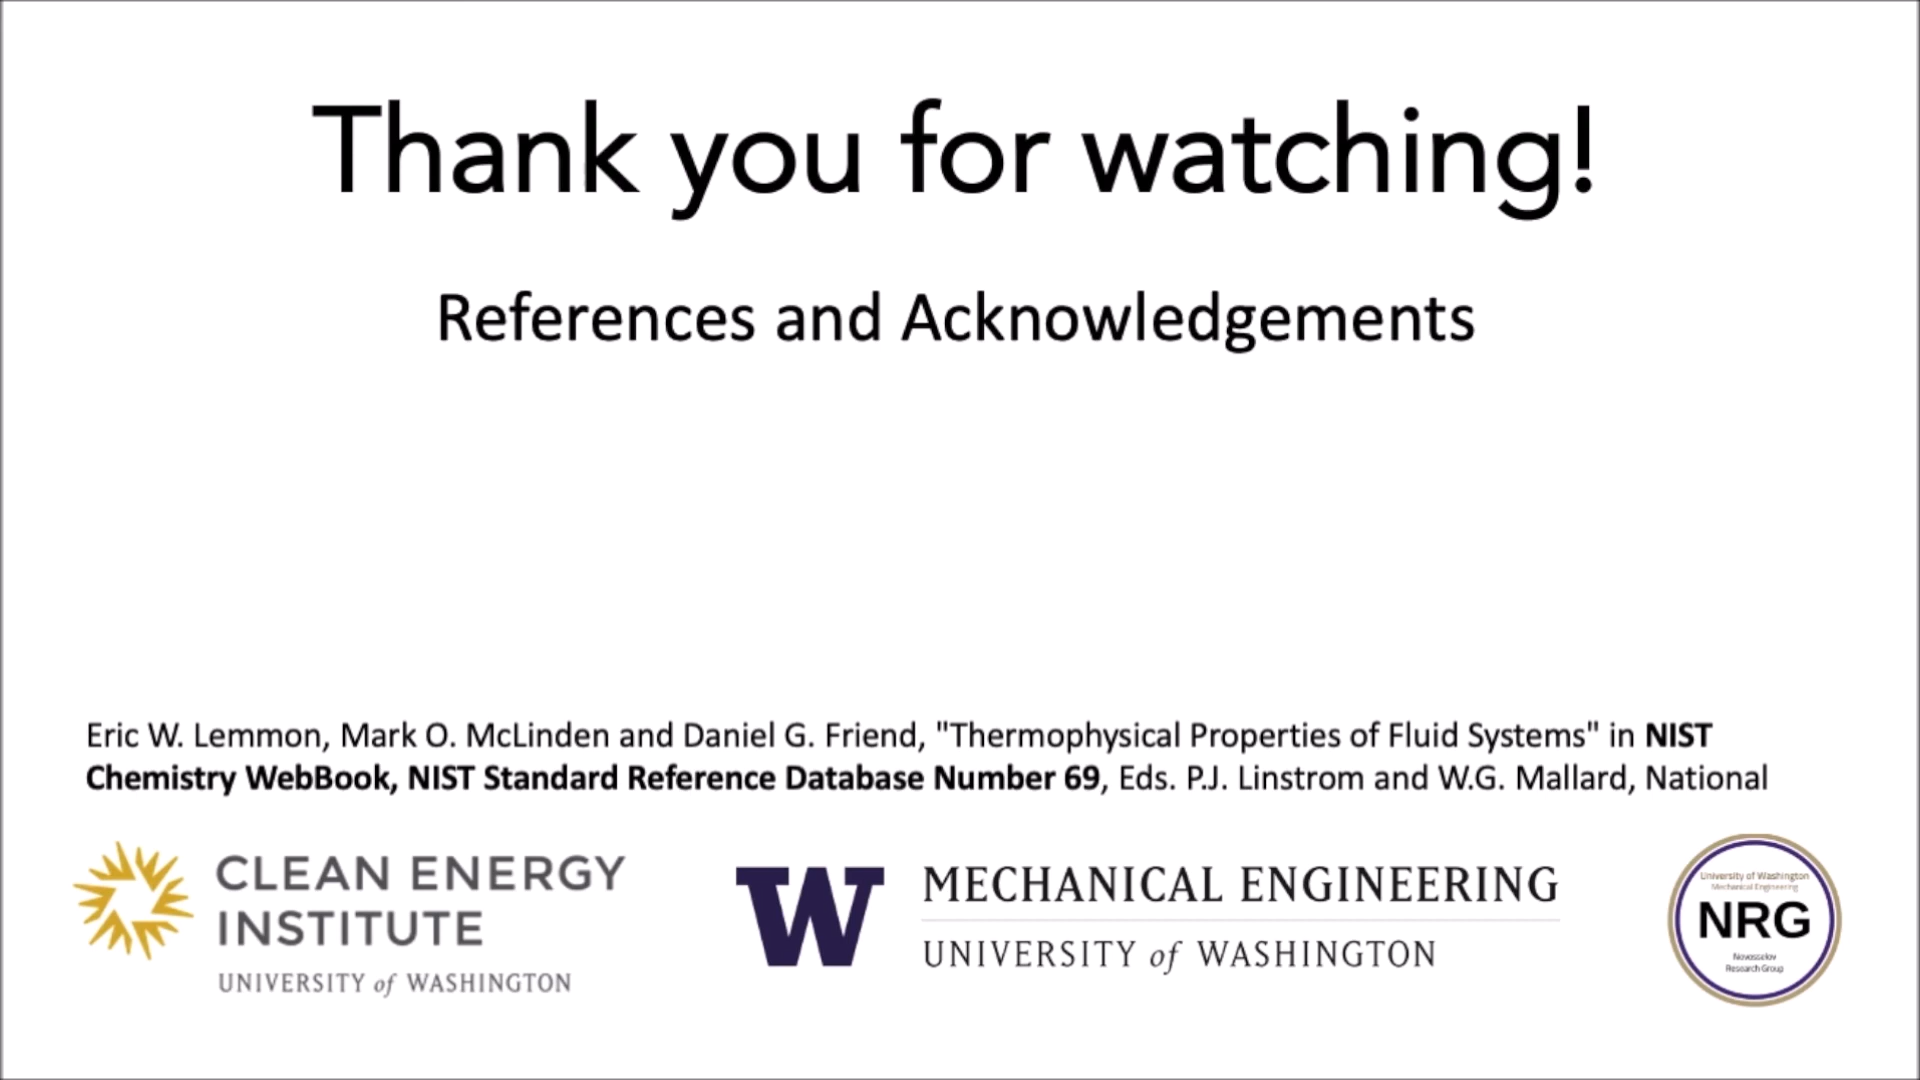 Thank you for watching!
References and Acknowledgements
Eric W. Lemmon, Mark O. McLinden and Daniel G. Friend, "Thermophysical Properties of Fluid Systems" in NIST
Chemistry WebBook, NIST Standard Reference Database Number 69, Eds. P.J. Linstrom and W.G. Mallard, National
CLEAN ENERGY
INSTITUTE
UNIVERSITY of WASHINGTON
W
MECHANICAL ENGINEERING
UNIVERSITY of WASHINGTON
University of Washington
Mechanical Engineering
NRG
Novosselov
Research Group